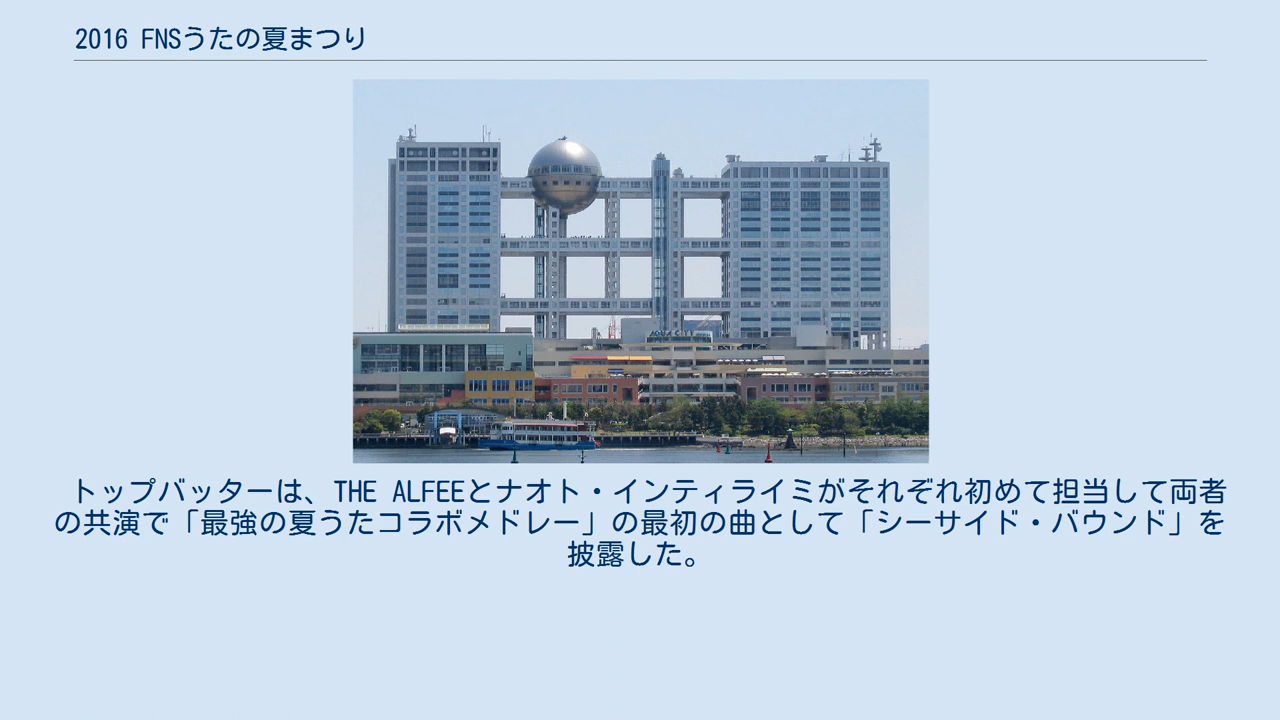 2016 FNSうたの夏まつり
AQUA CITY
トップバッターは、THE ALFEEとナオト・インティライミがそれぞれ初めて担当して両者
の共演で「最強の夏うたコラボメドレー」の最初の曲として「シーサイド・バウンド」を
披露した。